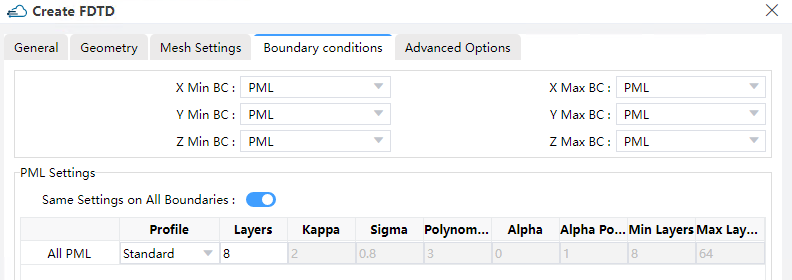 Create FDTD
General Geometry Mesh Settings Boundary conditions Advanced Options
X Min BC : PML X Max BC : PML
Y Min BC : PML Y Max BC : PML
Z Min BC : PML Z Max BC : PML
PML Settings
Same Settings on All Boundaries :
Profile Layers Kappa Sigma Polynom... Alpha Alpha Po... Min Layers Max Lay...
All PML Standard 8 2 0.8 3 0 1 8 64